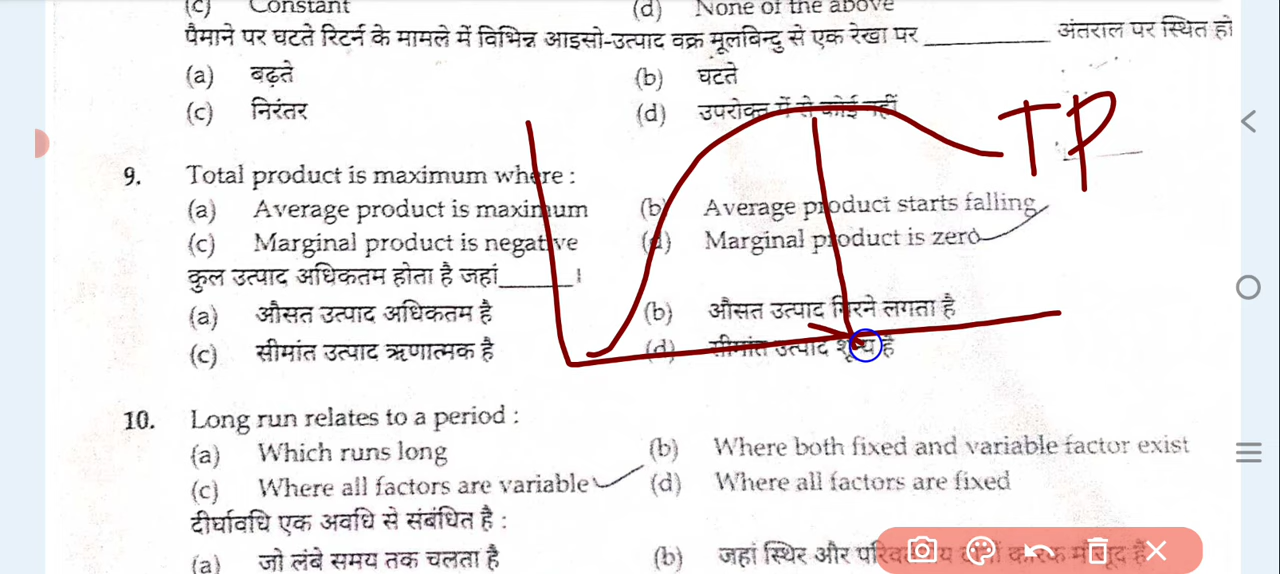 (c) Constant (d) None of the above
पैमाने पर घटते रिटर्न के मामले में विभिन्न आइसो-उत्पाद वक्र मूलबिन्दु से एक रेखा पर __________ अंतराल पर स्थित हो
(a) बढ़ते (b) घटते
(c) निरंतर (d) उपरोक्त में से कोई नहीं
TP
9. Total product is maximum where :
(a) Average product is maximum (b) Average product starts falling
(c) Marginal product is negative (d) Marginal product is zero
कुल उत्पाद अधिकतम होता है जहां______।
(a) औसत उत्पाद अधिकतम है (b) औसत उत्पाद गिरने लगता है
(c) सीमांत उत्पाद ऋणात्मक है (d) सीमांत उत्पाद शून्य है
10. Long run relates to a period :
(a) Which runs long (b) Where both fixed and variable factor exist
(c) Where all factors are variable (d) Where all factors are fixed
दीर्घावधि एक अवधि से संबंधित है :
(a) जो लंबे समय तक चलता है (b) जहां स्थिर और